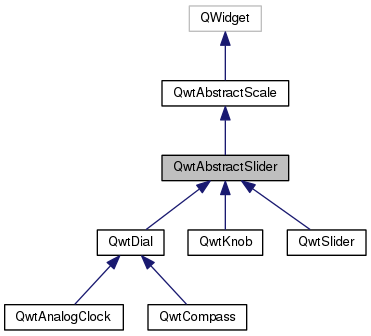 QWidget
QwtAbstractScale
QwtAbstractSlider
QwtDial
QwtKnob
QwtSlider
QwtAnalogClock
QwtCompass